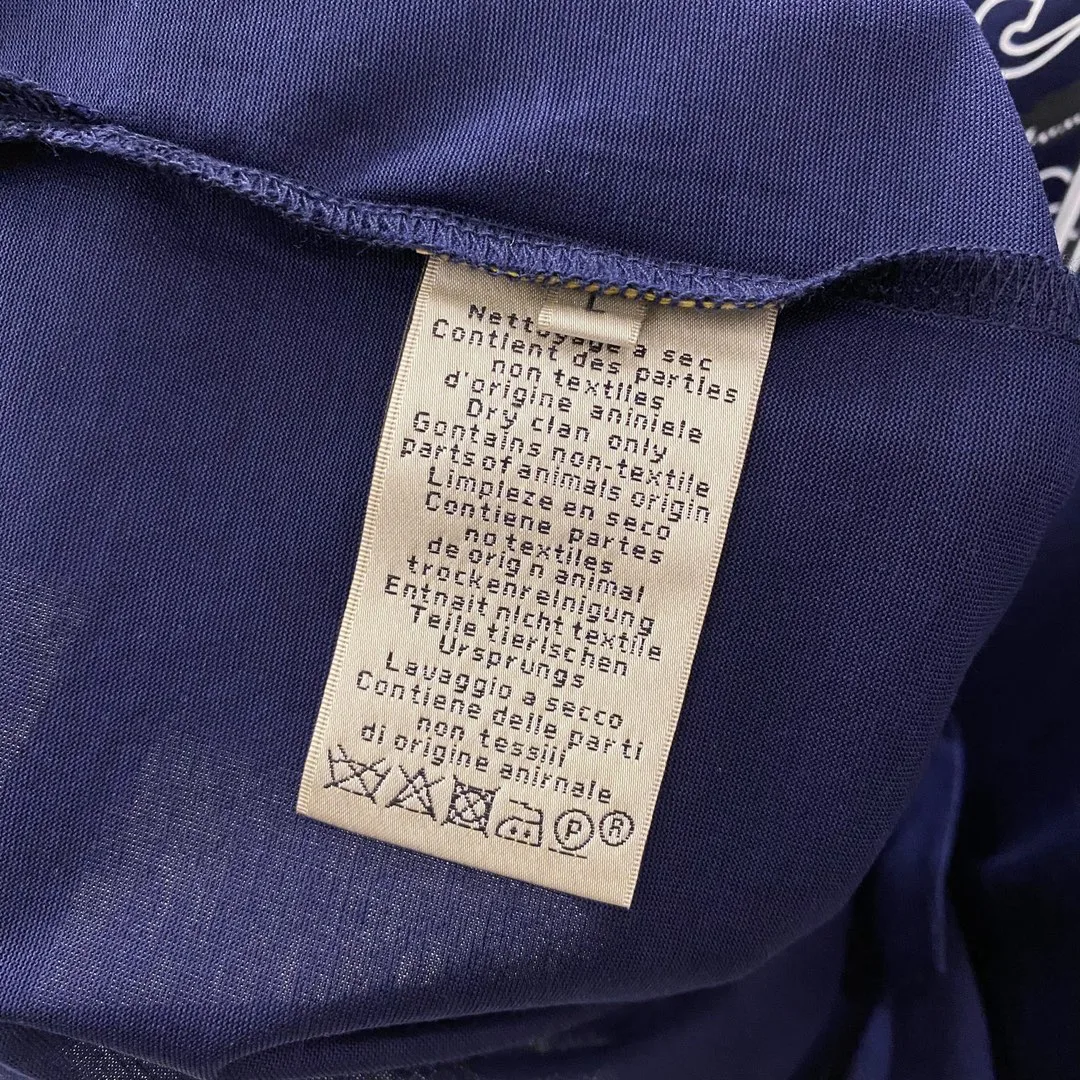 L
Nettoyage a sec
Contient des parties
non textiles
d'origine aniniele
Dry clan only
Gontains non-textile
parts of animals origin
Limpieze en seco
Contiene partes
no textiles
de orig n animal
trockenreinigung
Entnait nicht textile
Teile tierischen
Ursprungs
Lavaggio a secco
Contiene delle parti
non tessili
di origine anirnale
P R